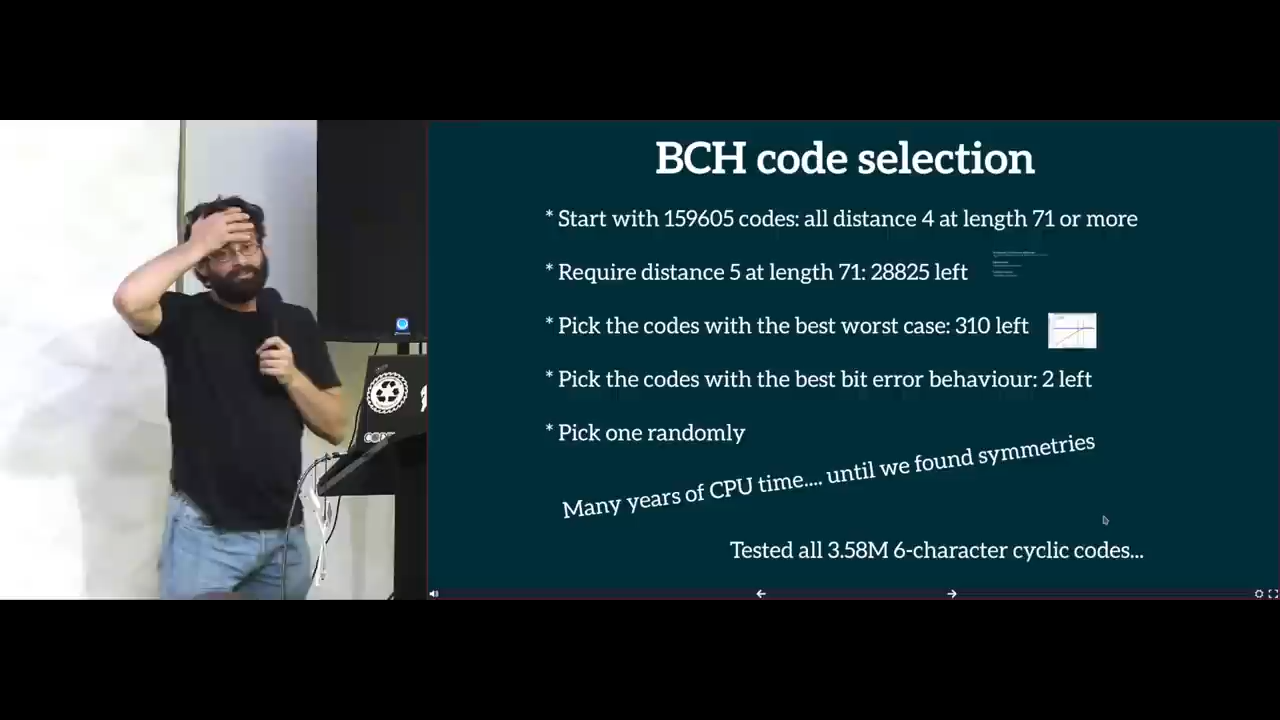 BCH code selection
* Start with 159605 codes: all distance 4 at length 71 or more
* Require distance 5 at length 71: 28825 left
* Pick the codes with the best worst case: 310 left
* Pick the codes with the best bit error behaviour: 2 left
* Pick one randomly
Many years of CPU time.... until we found symmetries
Tested all 3.58M 6-character cyclic codes...